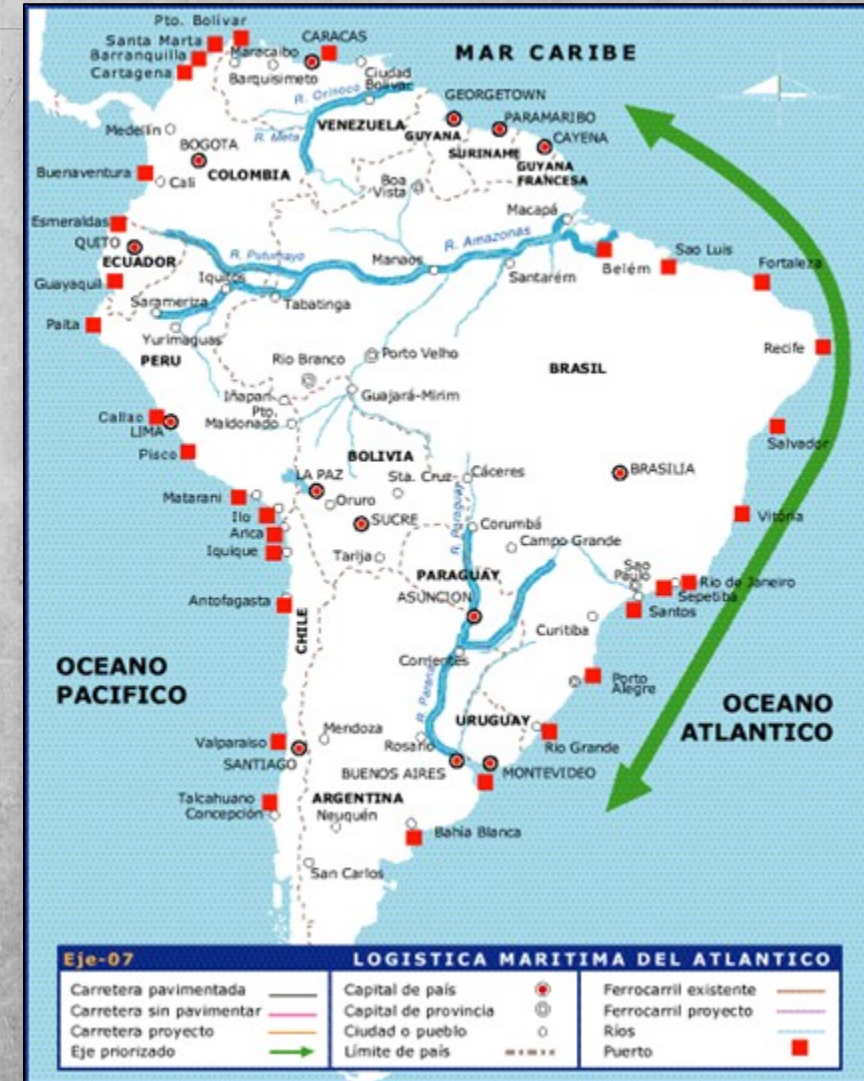 Pto. Bolívar
Santa Marta
Barranquilla
Cartagena
Maracaibo
CARACAS
Barquisimeto
Ciudad
Bolívar
MAR CARIBE
R. Orinoco
R. Meta
VENEZUELA
GEORGETOWN
GUYANA
PARAMARIBO
SURINAME
CAYENA
GUYANA
FRANCESA
Medellín
BOGOTA
COLOMBIA
Buenaventura
Cali
Boa
Vista
Macapá
Esmeraldas
QUITO
ECUADOR
R. Putumayo
R. Amazonas
Manaos
Santarém
Belém
Sao Luis
Fortaleza
Guayaquil
Iquitos
Sarameriza
Tabatinga
Paita
Yurimaguas
PERU
Rio Branco
Porto Velho
BRASIL
Recife
Iñapari
Pto.
Maldonado
Guajará-Mirim
Callao
LIMA
Pisco
BOLIVIA
Salvador
LA PAZ
Sta. Cruz
Cáceres
BRASILIA
Matarani
Oruro
Ilo
SUCRE
R. Paraguay
Corumbá
Vitória
Arica
Iquique
Tarija
Campo Grande
PARAGUAY
Sao
Paulo
Rio de Janeiro
Sepetiba
Santos
Antofagasta
ASUNCION
CHILE
Curitiba
OCEANO
PACIFICO
Corrientes
R. Paraná
Porto
Alegre
OCEANO
ATLANTICO
Valparaiso
SANTIAGO
Mendoza
Rosario
URUGUAY
Rio Grande
BUENOS AIRES
MONTEVIDEO
Talcahuano
Concepción
ARGENTINA
Neuquén
Bahía Blanca
San Carlos
Eje-07 LOGISTICA MARITIMA DEL ATLANTICO
Carretera pavimentada
Carretera sin pavimentar
Carretera proyecto
Eje priorizado
Capital de país
Capital de provincia
Ciudad o pueblo
Límite de país
Ferrocarril existente
Ferrocarril proyecto
Ríos
Puerto